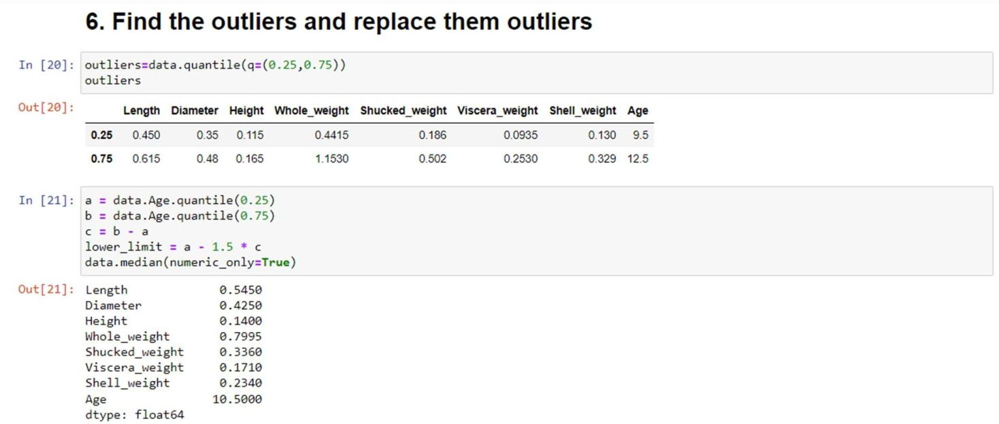 6. Find the outliers and replace them outliers
In [20]: outliers=data.quantile(q=(0.25,0.75))
outliers
Out[20]:
Length Diameter Height Whole_weight Shucked_weight Viscera_weight Shell_weight Age
0.25 0.450 0.35 0.115 0.4415 0.186 0.0935 0.130 9.5
0.75 0.615 0.48 0.165 1.1530 0.502 0.2530 0.329 12.5
In [21]: a = data.Age.quantile(0.25)
b = data.Age.quantile(0.75)
c = b - a
lower_limit = a - 1.5 * c
data.median(numeric_only=True)
Out[21]: Length 0.5450
Diameter 0.4250
Height 0.1400
Whole_weight 0.7995
Shucked_weight 0.3360
Viscera_weight 0.1710
Shell_weight 0.2340
Age 10.5000
dtype: float64